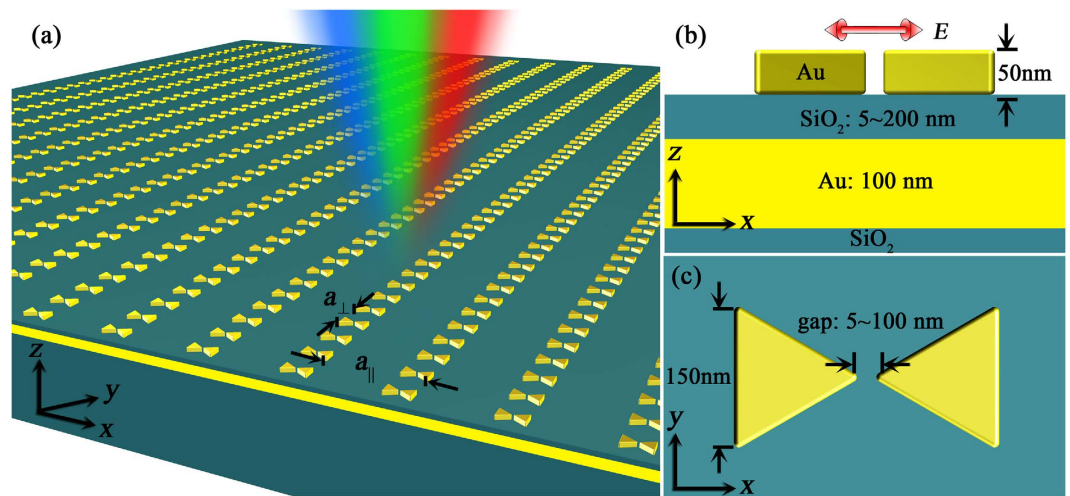 (a)
a⊥
a||
z
y
x
(b)
E
Au
50nm
SiO₂: 5~200 nm
z
Au: 100 nm
x
SiO₂
(c)
gap: 5~100 nm
150nm
y
x